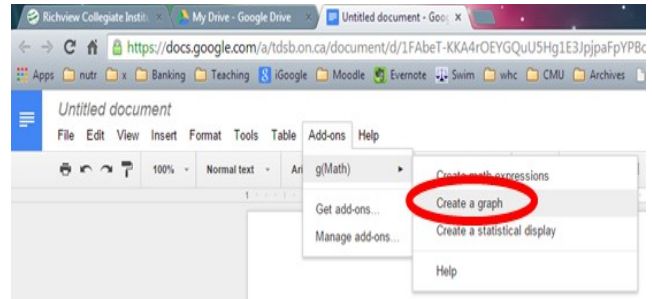 Richview Collegiate Instit
My Drive - Google Drive
Untitled document - Goog
https://docs.google.com/a/tdsb.on.ca/document/d/1FAbeT-KKA4rOEYGQuU5Hg1E3JpjpaFpYPBc
Apps nutr x Banking Teaching iGoogle Moodle Evernote Swim whc CMU Archives
Untitled document
File Edit View Insert Format Tools Table Add-ons Help
100% Normal text Ari
g(Math)
Get add-ons...
Manage add-ons...
Create math expressions
Create a graph
Create a statistical display
Help